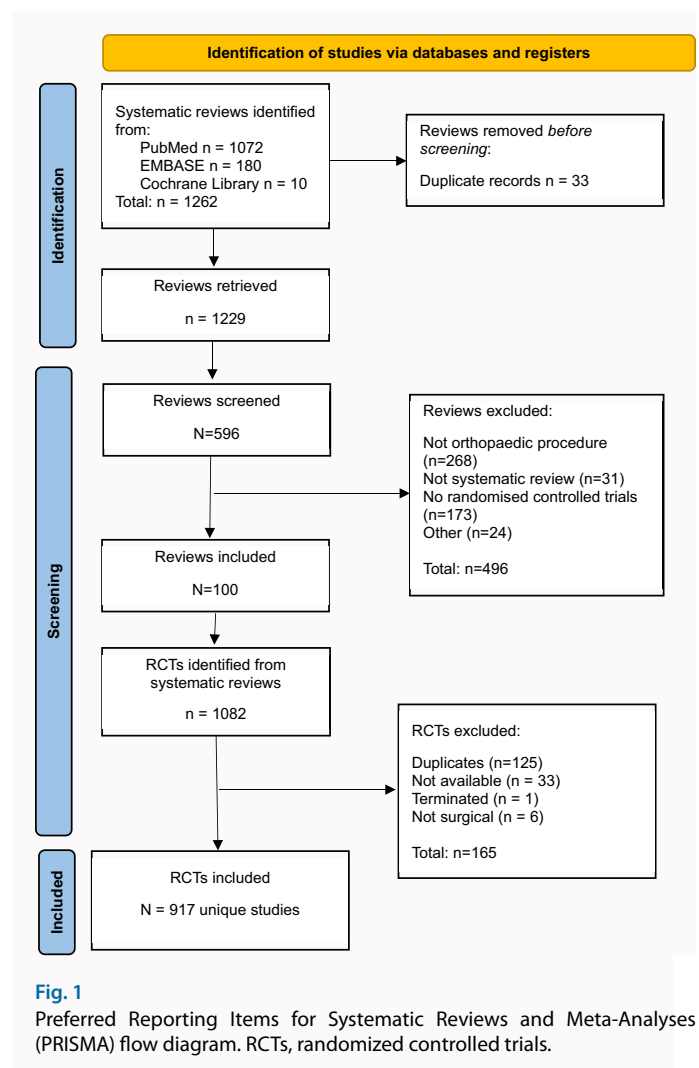 Identification of studies via databases and registers
Identification
Systematic reviews identified
from:
PubMed n = 1072
EMBASE n = 180
Cochrane Library n = 10
Total: n = 1262
Reviews removed before
screening:
Duplicate records n = 33
Reviews retrieved
n = 1229
Screening
Reviews screened
N=596
Reviews excluded:
Not orthopaedic procedure
(n=268)
Not systematic review (n=31)
No randomised controlled trials
(n=173)
Other (n=24)
Total: n=496
Reviews included
N=100
RCTs identified from
systematic reviews
n = 1082
RCTs excluded:
Duplicates (n=125)
Not available (n = 33)
Terminated (n = 1)
Not surgical (n = 6)
Total: n=165
Included
RCTs included
N = 917 unique studies
Fig. 1
Preferred Reporting Items for Systematic Reviews and Meta-Analyses
(PRISMA) flow diagram. RCTs, randomized controlled trials.